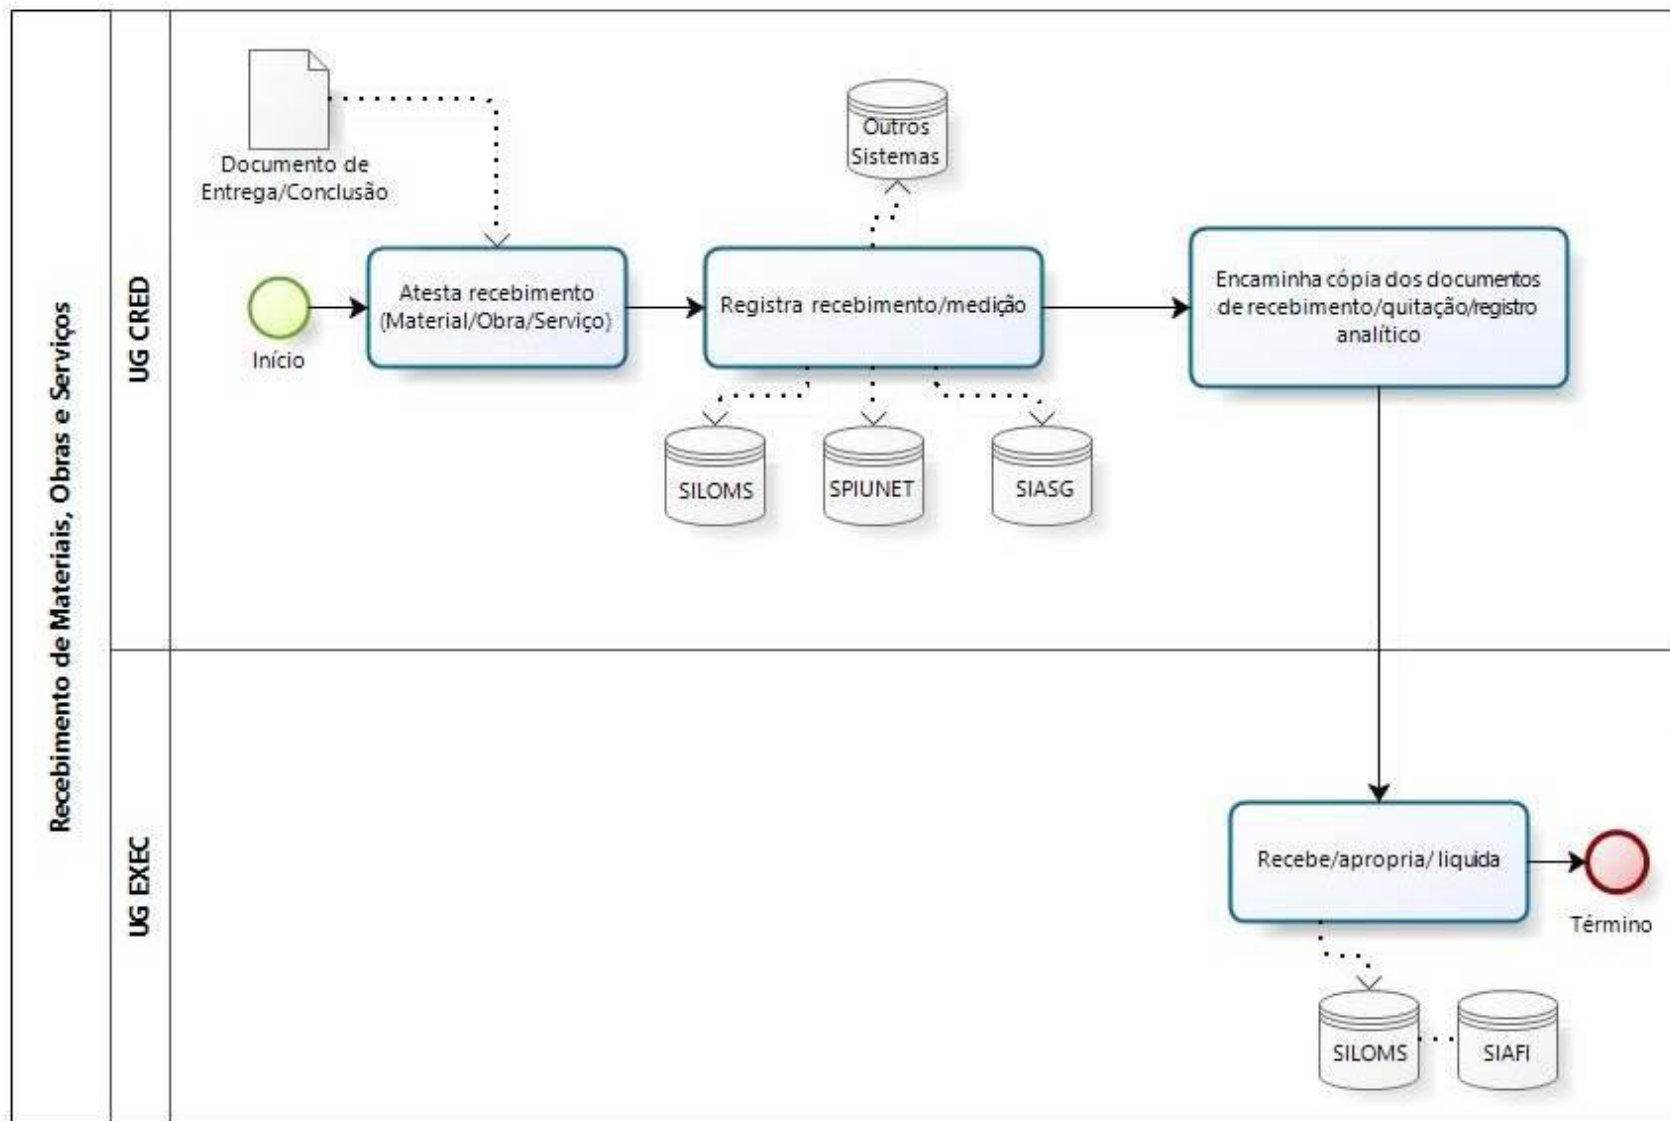 Recebimento de Materiais, Obras e Serviços
UG CRED
Documento de
Entrega/Conclusão
Outros
Sistemas
Início
Atesta recebimento
(Material/Obra/Serviço)
Registra recebimento/medição
Encaminha cópia dos documentos
de recebimento/quitação/registro
analítico
SILOMS
SPIUNET
SIASG
UG EXEC
Recebe/apropria/liquida
Término
SILOMS
SIAFI